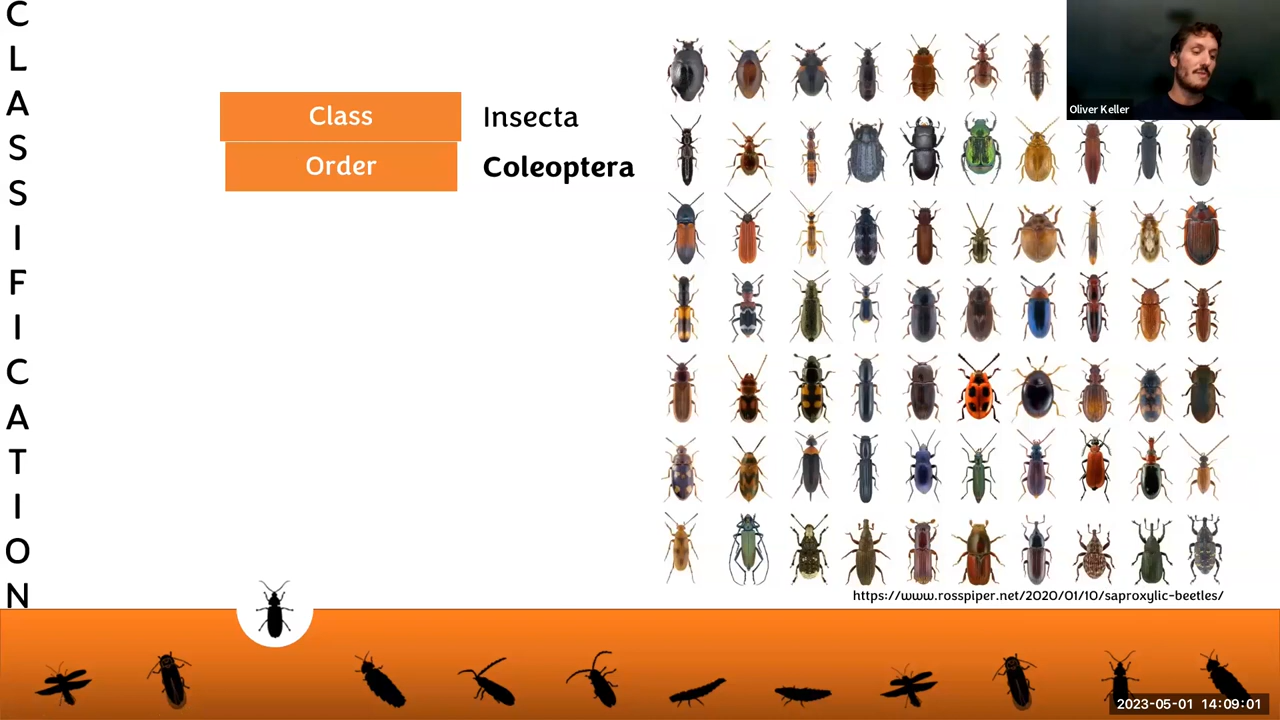 CLASSIFICATION
Class Insecta
Order Coleoptera
Oliver Keller
https://www.rosspiper.net/2020/01/10/saproxylic-beetles/
2023-05-01 14:09:01